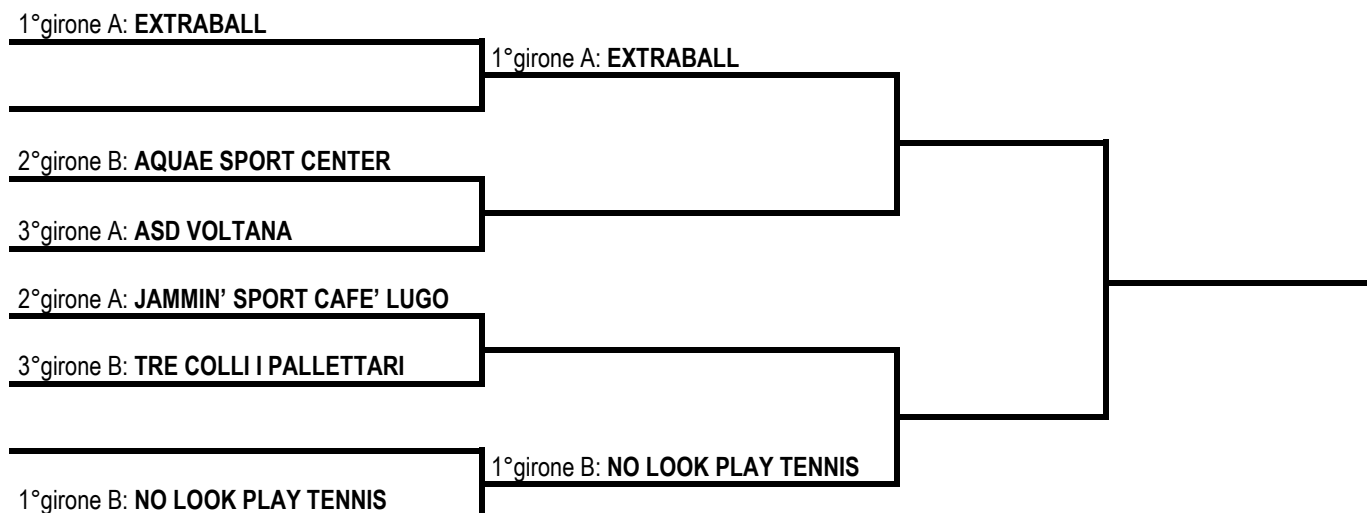 1°girone A: EXTRABALL
1°girone A: EXTRABALL
2°girone B: AQUAE SPORT CENTER
3°girone A: ASD VOLTANA
2°girone A: JAMMIN’ SPORT CAFE’ LUGO
3°girone B: TRE COLLI I PALLETTARI
1°girone B: NO LOOK PLAY TENNIS
1°girone B: NO LOOK PLAY TENNIS